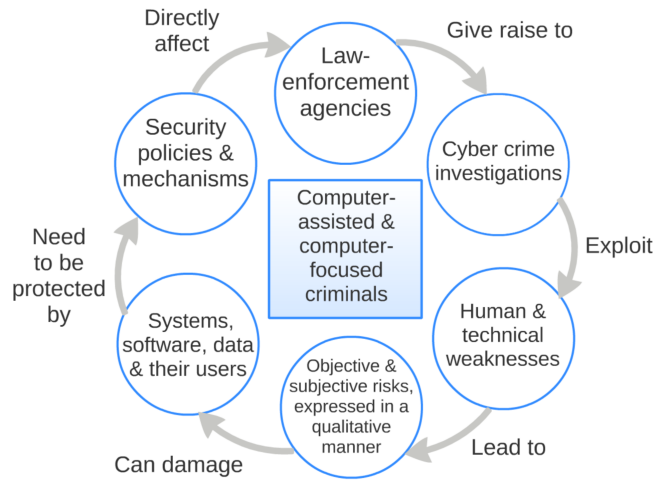 Directly
affect
Law-
enforcement
agencies
Give raise to
Security
policies &
mechanisms
Cyber crime
investigations
Computer-
assisted &
computer-
focused
criminals
Need
to be
protected
by
Exploit
Systems,
software, data
& their users
Human &
technical
weaknesses
Objective &
subjective risks,
expressed in a
qualitative
manner
Can damage
Lead to